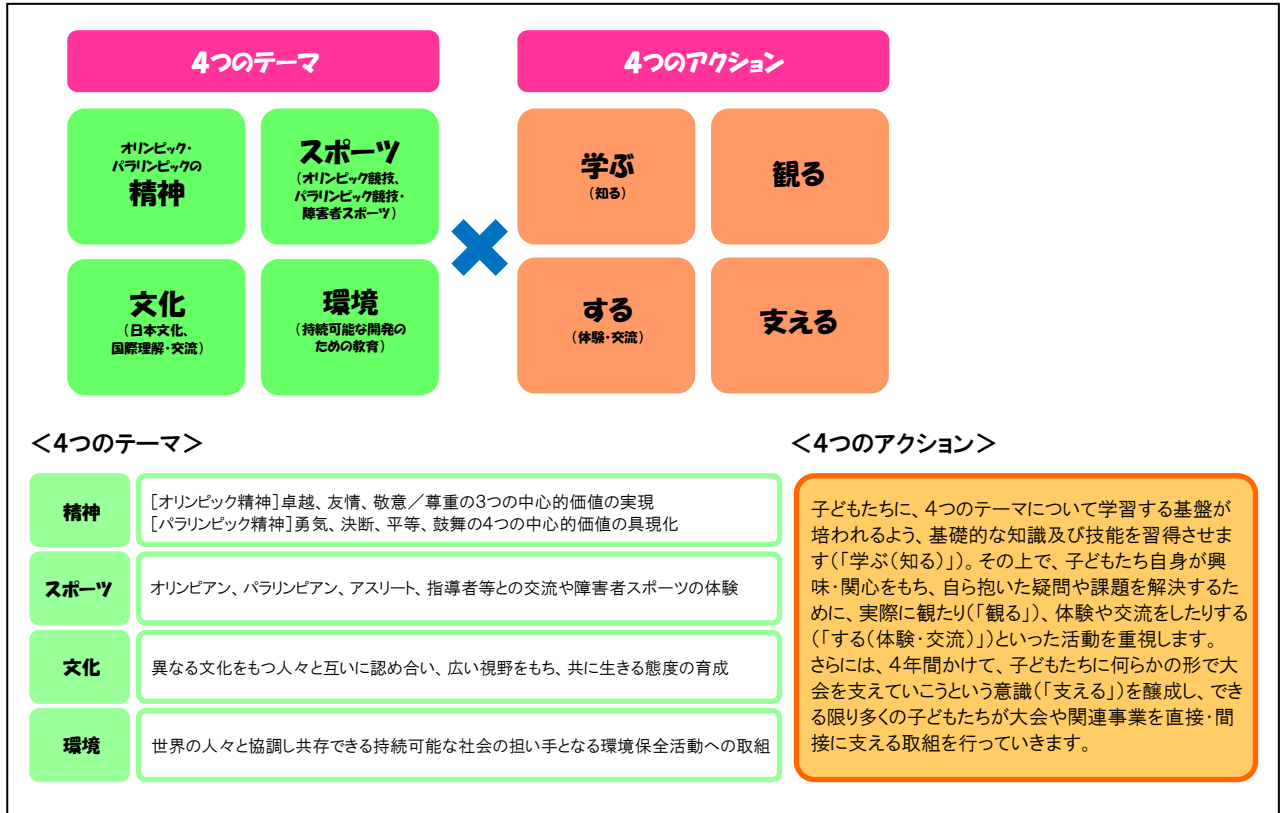 4つのテーマ
4つのアクション
オリンピック・
パラリンピックの
精神
スポーツ
(オリンピック競技、
パラリンピック競技・
障害者スポーツ)
文化
(日本文化、
国際理解・交流)
環境
(持続可能な開発の
ための教育)
学ぶ
(知る)
観る
する
(体験・交流)
支える
<4つのテーマ>
精神
[オリンピック精神]卓越、友情、敬意/尊重の3つの中心的価値の実現
[パラリンピック精神]勇気、決断、平等、鼓舞の4つの中心的価値の具現化
スポーツ
オリンピアン、パラリンピアン、アスリート、指導者等との交流や障害者スポーツの体験
文化
異なる文化をもつ人々と互いに認め合い、広い視野をもち、共に生きる態度の育成
環境
世界の人々と協調し共存できる持続可能な社会の担い手となる環境保全活動への取組
<4つのアクション>
子どもたちに、4つのテーマについて学習する基盤が
培われるよう、基礎的な知識及び技能を習得させま
す(「学ぶ(知る)」)。その上で、子どもたち自身が興
味・関心をもち、自ら抱いた疑問や課題を解決するた
めに、実際に観たり(「観る」)、体験や交流をしたりする
(「する(体験・交流)」)といった活動を重視します。
さらには、4年間かけて、子どもたちに何らかの形で大
会を支えていこうという意識(「支える」)を醸成し、でき
る限り多くの子どもたちが大会や関連事業を直接・間
接に支える取組を行っていきます。